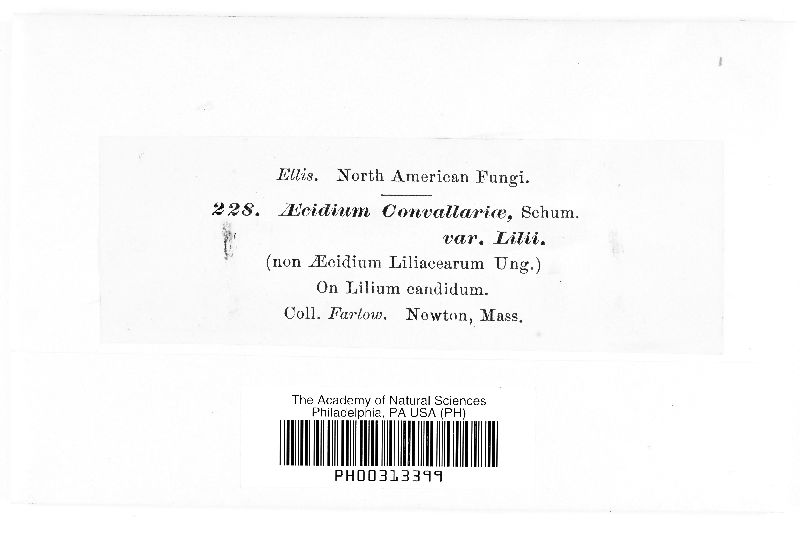 Ellis. North American Fungi.
228. Æcidium Convallariæ, Schum.
var. Lilii.
(non Æcidium Liliacearum Ung.)
On Lilium candidum.
Coll. Farlow. Newton, Mass.
The Academy of Natural Sciences
Philadelphia, PA USA (PH)
PH00313399